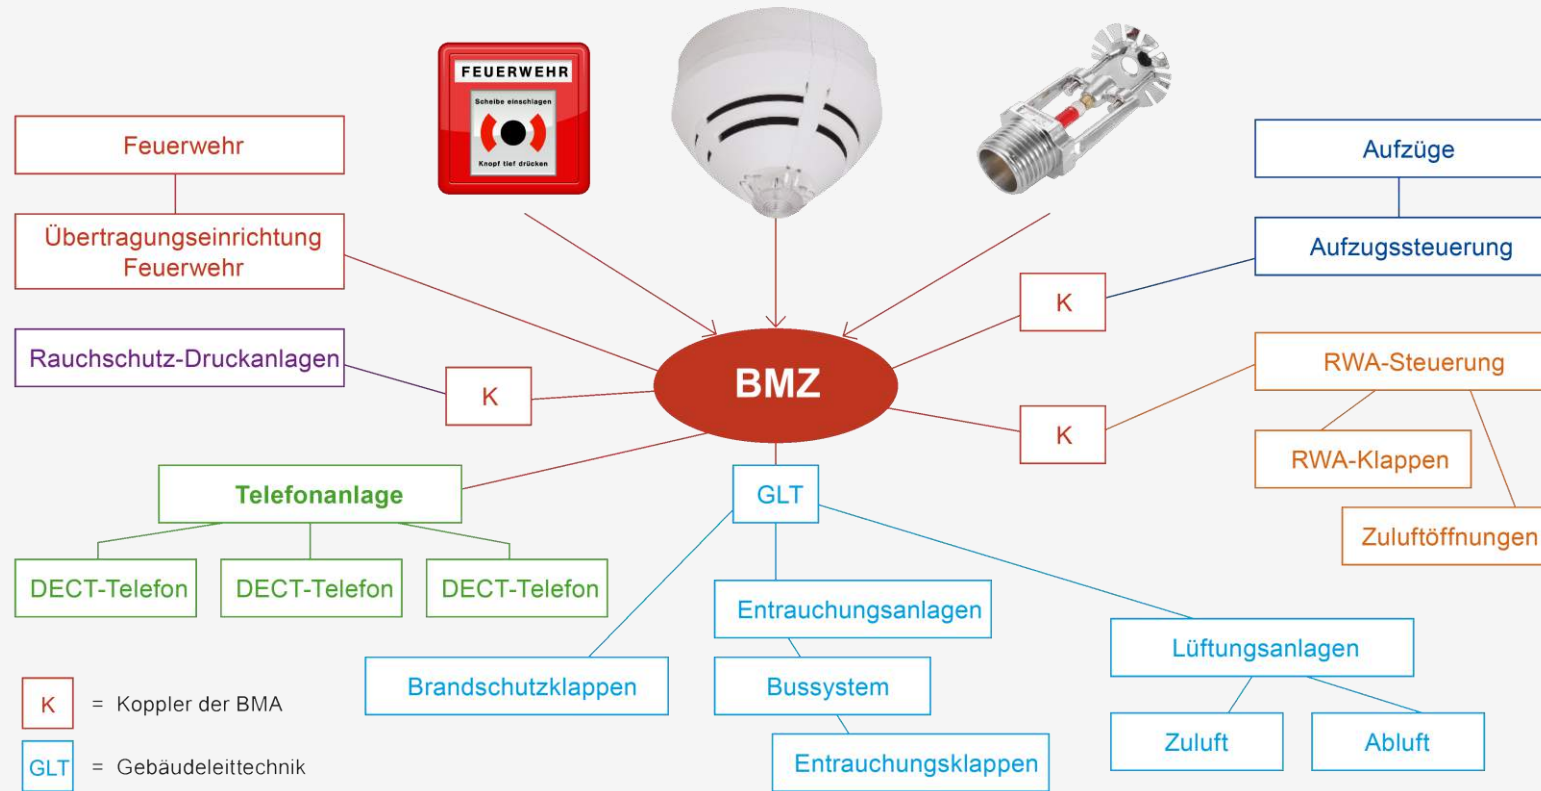 FEUERWEHR
Scheibe einschlagen
Knopf tief drücken
Feuerwehr
Übertragungseinrichtung
Feuerwehr
Rauchschutz-Druckanlagen
K
BMZ
K
K
Aufzüge
Aufzugssteuerung
RWA-Steuerung
RWA-Klappen
Zuluftöffnungen
Telefonanlage
DECT-Telefon
DECT-Telefon
DECT-Telefon
GLT
Entrauchungsanlagen
Brandschutzklappen
Bussystem
Entrauchungsklappen
Lüftungsanlagen
Zuluft
Abluft
K = Koppler der BMA
GLT = Gebäudeleittechnik